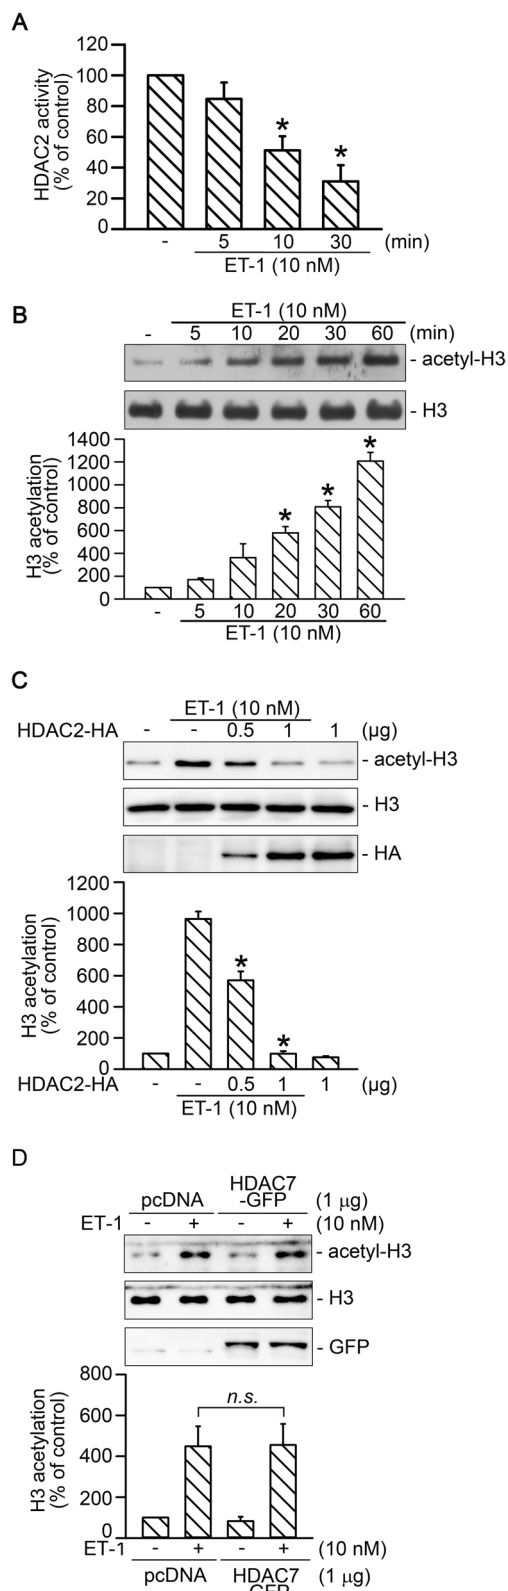 A
HDAC2 activity
(% of control)
120
100
80
60
40
20
0
*
*
- 5 10 30 (min)
ET-1 (10 nM)
B
ET-1 (10 nM)
- 5 10 20 30 60 (min)
- acetyl-H3
- H3
H3 acetylation
(% of control)
1400
1200
1000
800
600
400
200
0
*
*
*
- 5 10 20 30 60
ET-1 (10 nM)
C
ET-1 (10 nM)
HDAC2-HA - - 0.5 1 1 (μg)
- acetyl-H3
- H3
- HA
H3 acetylation
(% of control)
1200
1000
800
600
400
200
0
*
*
HDAC2-HA - - 0.5 1 1 (μg)
ET-1 (10 nM)
D
pcDNA HDAC7
-GFP (1 μg)
ET-1 - + - + (10 nM)
- acetyl-H3
- H3
- GFP
H3 acetylation
(% of control)
800
600
400
200
0
n.s.
ET-1 - + - + (10 nM)
pcDNA HDAC7 (1 μg)